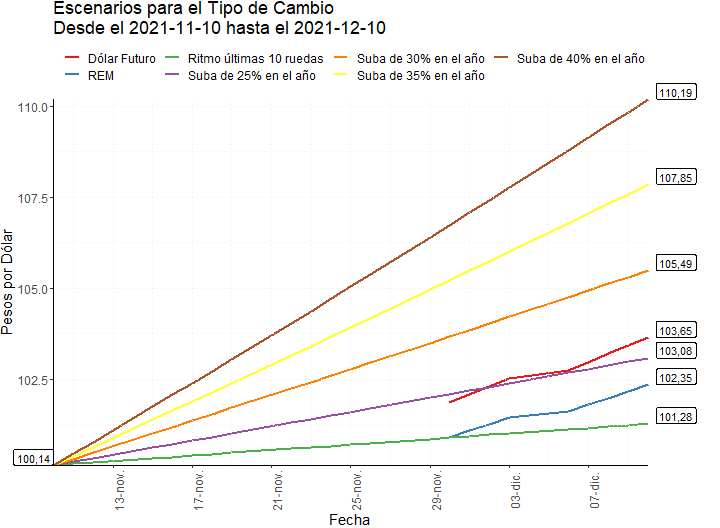 Escenarios para el Tipo de Cambio
Desde el 2021-11-10 hasta el 2021-12-10
Dólar Futuro
Ritmo últimas 10 ruedas
Suba de 30% en el año
Suba de 40% en el año
REM
Suba de 25% en el año
Suba de 35% en el año
110,19
110.0
107,85
107.5
105,49
105.0
103,65
103,08
102,35
102.5
101,28
100,14
Pesos por Dólar
13-nov.
17-nov.
21-nov.
25-nov.
29-nov.
03-dic.
07-dic.
Fecha